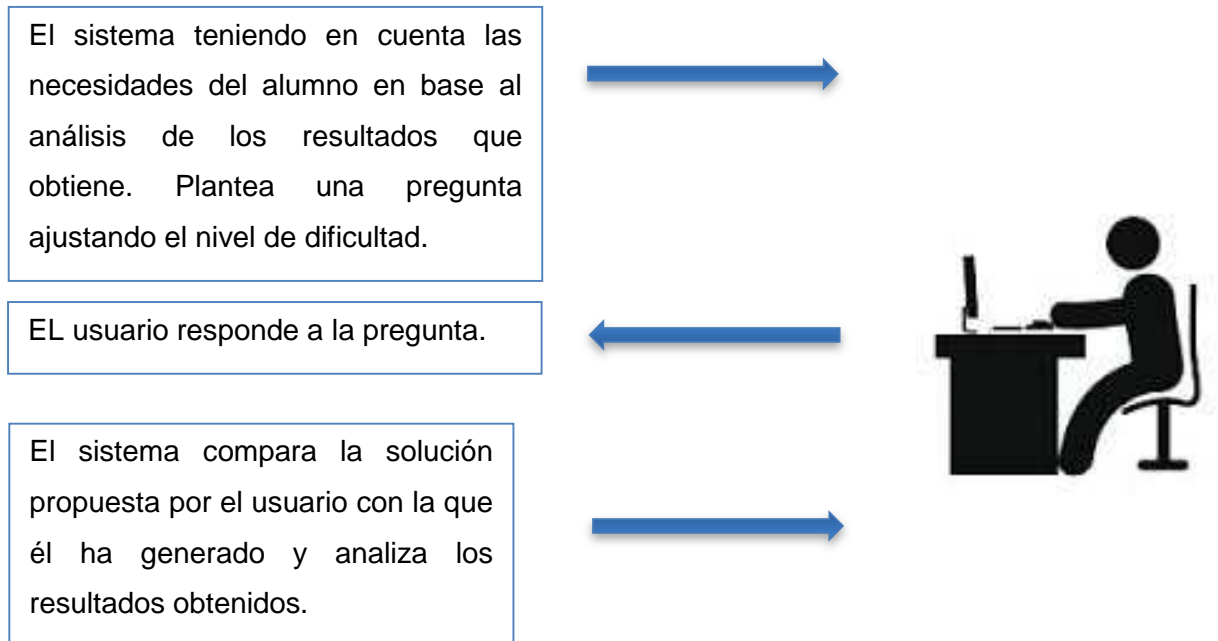 El sistema teniendo en cuenta las
necesidades del alumno en base al
análisis de los resultados que
obtiene. Plantea una pregunta
ajustando el nivel de dificultad.
EL usuario responde a la pregunta.
El sistema compara la solución
propuesta por el usuario con la que
él ha generado y analiza los
resultados obtenidos.